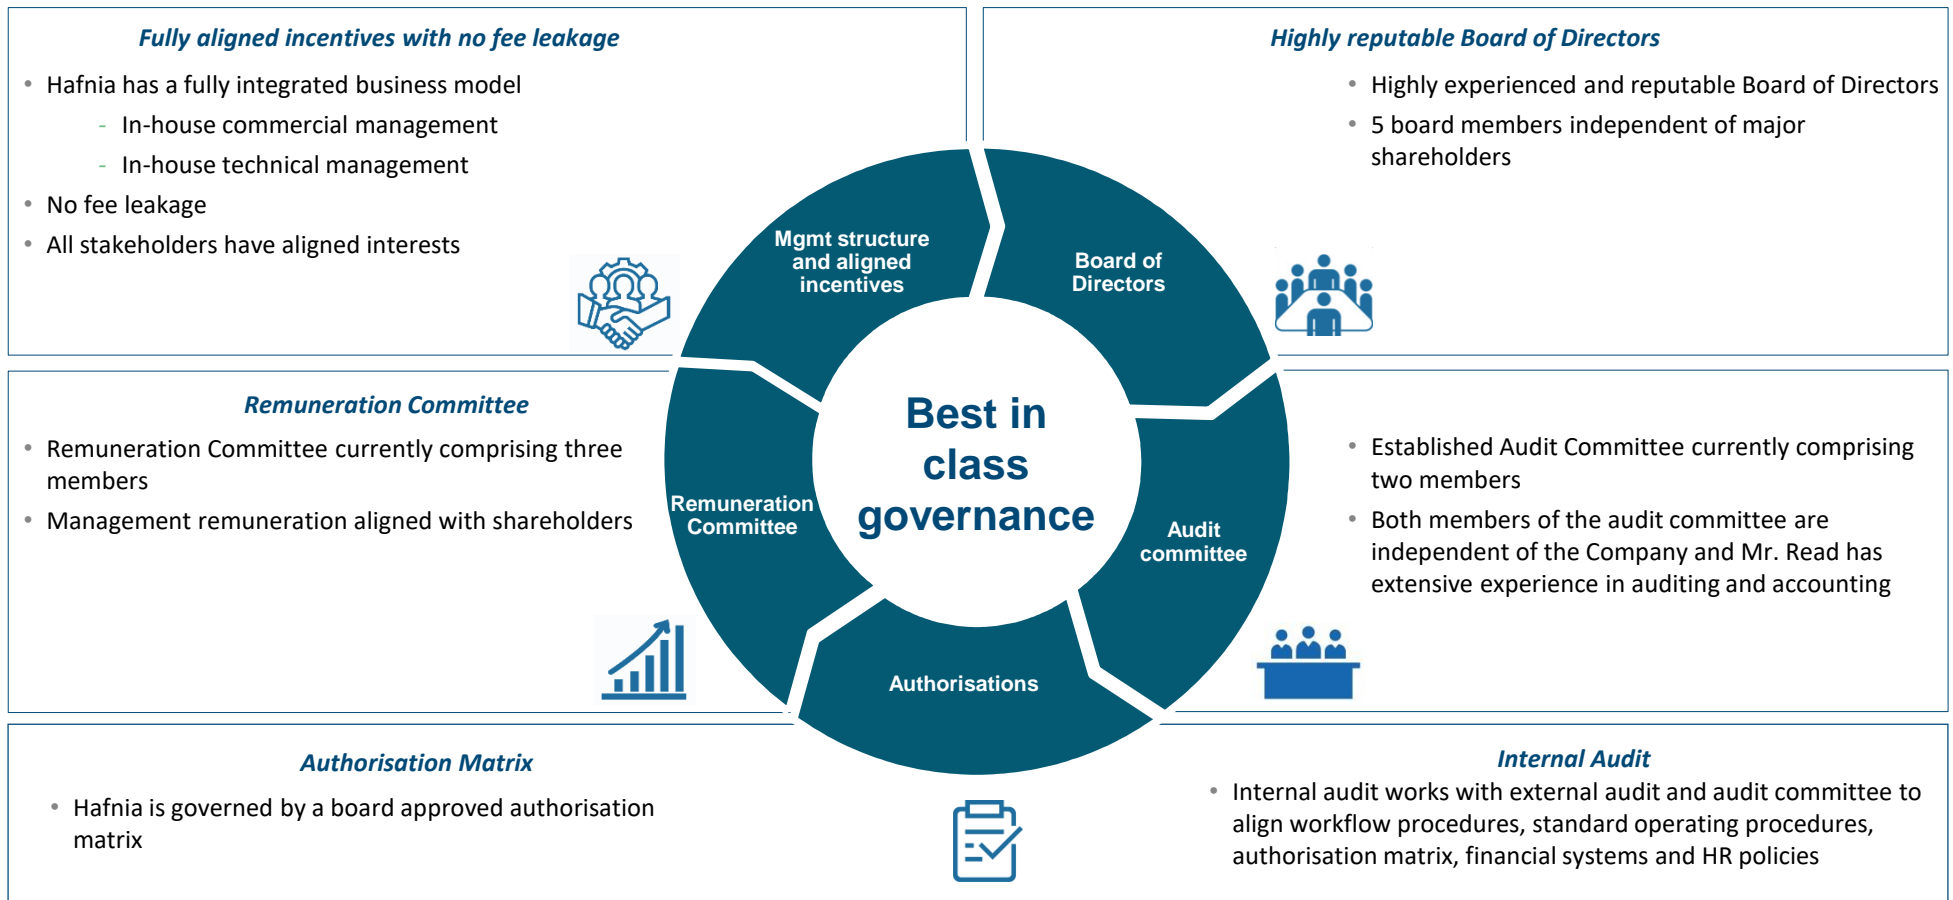 Fully aligned incentives with no fee leakage
• Hafnia has a fully integrated business model
- In-house commercial management
- In-house technical management
• No fee leakage
• All stakeholders have aligned interests
Highly reputable Board of Directors
• Highly experienced and reputable Board of Directors
• 5 board members independent of major
shareholders
Mgmt structure
and aligned
incentives
Board of
Directors
Remuneration Committee
• Remuneration Committee currently comprising three
members
• Management remuneration aligned with shareholders
Remuneration
Committee
Best in
class
governance
Audit
committee
• Established Audit Committee currently comprising
two members
• Both members of the audit committee are
independent of the Company and Mr. Read has
extensive experience in auditing and accounting
Authorisations
Authorisation Matrix
• Hafnia is governed by a board approved authorisation
matrix
Internal Audit
• Internal audit works with external audit and audit committee to
align workflow procedures, standard operating procedures,
authorisation matrix, financial systems and HR policies